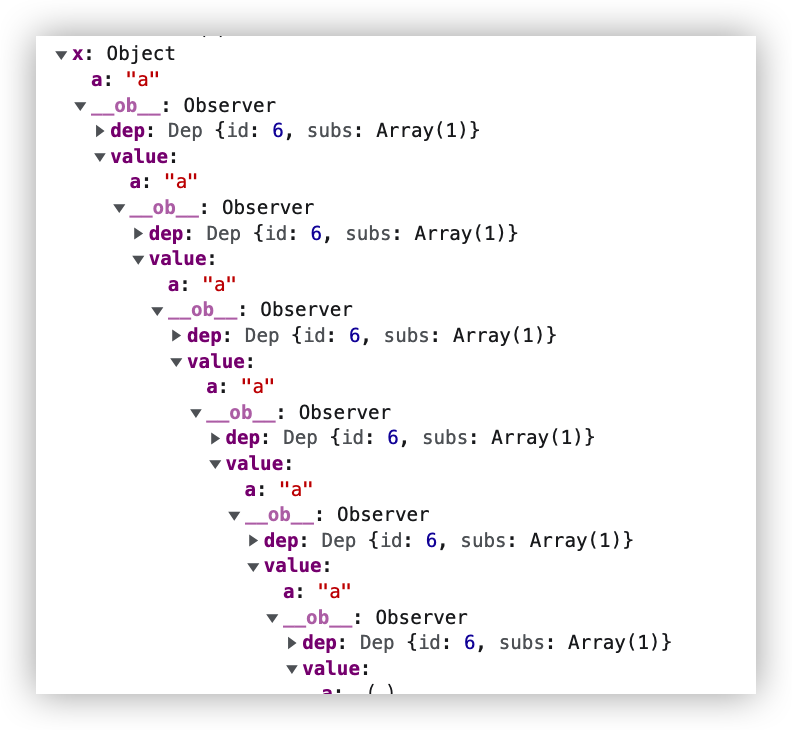 x: Object
a: "a"
__ob__: Observer
dep: Dep {id: 6, subs: Array(1)}
value:
a: "a"
__ob__: Observer
dep: Dep {id: 6, subs: Array(1)}
value:
a: "a"
__ob__: Observer
dep: Dep {id: 6, subs: Array(1)}
value:
a: "a"
__ob__: Observer
dep: Dep {id: 6, subs: Array(1)}
value:
a: "a"
__ob__: Observer
dep: Dep {id: 6, subs: Array(1)}
value:
a: "a"
__ob__: Observer
dep: Dep {id: 6, subs: Array(1)}
value: